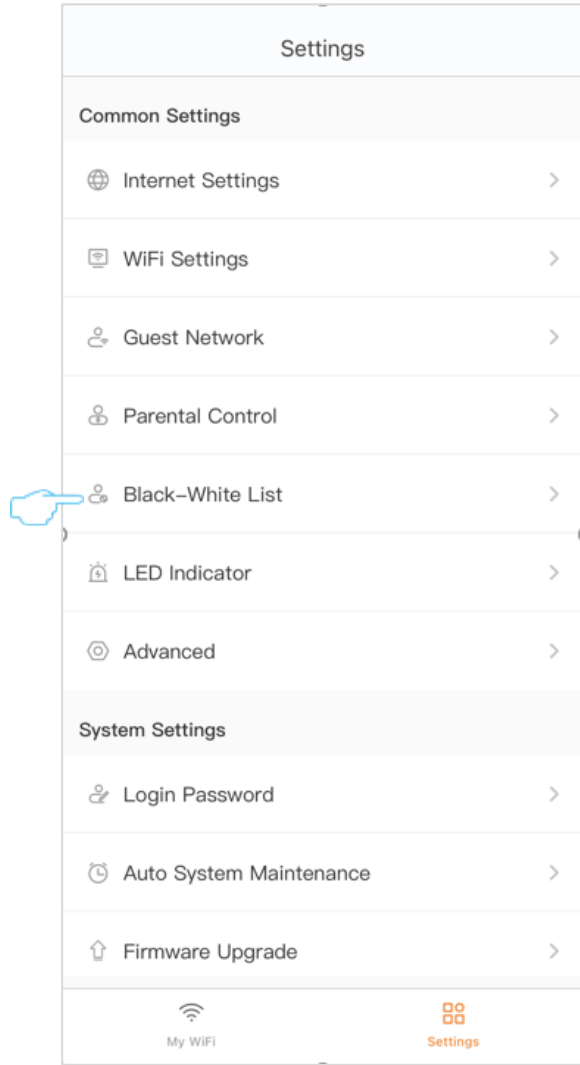 Settings
Common Settings
Internet Settings
WiFi Settings
Guest Network
Parental Control
Black–White List
LED Indicator
Advanced
System Settings
Login Password
Auto System Maintenance
Firmware Upgrade
My WiFi
Settings